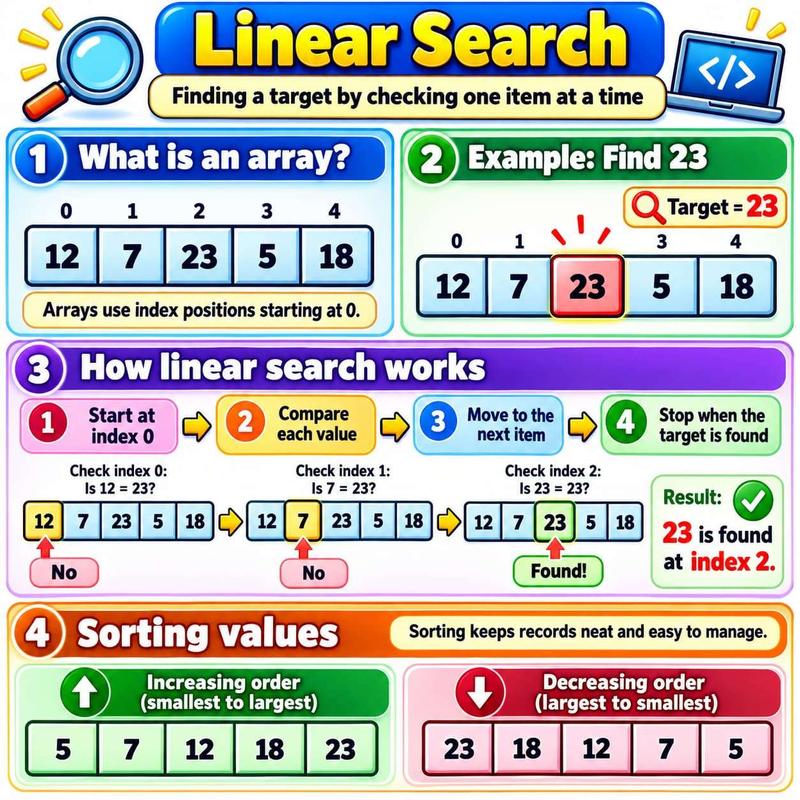 Linear Search
Finding a target by checking one item at a time
</>
1 What is an array?
0 1 2 3 4
12 7 23 5 18
Arrays use index positions starting at 0.
2 Example: Find 23
Target = 23
0 1 3 4
12 7 23 5 18
3 How linear search works
1 Start at
index 0
2 Compare
each value
3 Move to the
next item
4 Stop when the
target is found
Check index 0:
Is 12 = 23?
12 7 23 5 18
No
Check index 1:
Is 7 = 23?
12 7 23 5 18
No
Check index 2:
Is 23 = 23?
12 7 23 5 18
Found!
Result:
23 is found
at index 2.
4 Sorting values
Sorting keeps records neat and easy to manage.
Increasing order
(smallest to largest)
5 7 12 18 23
Decreasing order
(largest to smallest)
23 18 12 7 5